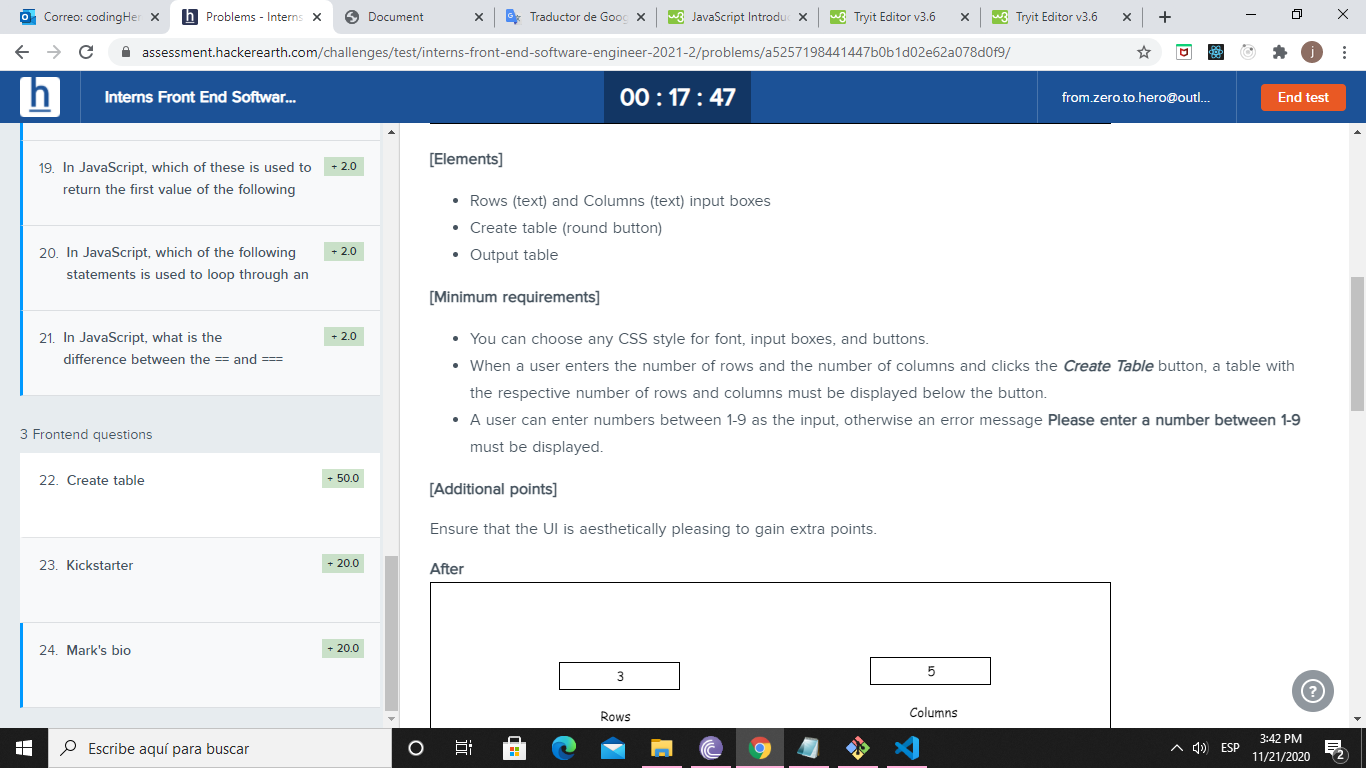 Correo: codingHer
Problems - Interns
Document
Traductor de Goog
JavaScript Introdu
Tryit Editor v3.6
Tryit Editor v3.6
assessment.hackerearth.com/challenges/test/interns-front-end-software-engineer-2021-2/problems/a5257198441447b0b1d02e62a078d0f9/
j
h
Interns Front End Softwar...
00 : 17 : 47
from.zero.to.hero@outl...
End test
19. In JavaScript, which of these is used to
return the first value of the following
+ 2.0
20. In JavaScript, which of the following
statements is used to loop through an
+ 2.0
21. In JavaScript, what is the
difference between the == and ===
+ 2.0
3 Frontend questions
22. Create table
+ 50.0
23. Kickstarter
+ 20.0
24. Mark's bio
+ 20.0
[Elements]
• Rows (text) and Columns (text) input boxes
• Create table (round button)
• Output table
[Minimum requirements]
• You can choose any CSS style for font, input boxes, and buttons.
• When a user enters the number of rows and the number of columns and clicks the Create Table button, a table with
the respective number of rows and columns must be displayed below the button.
• A user can enter numbers between 1-9 as the input, otherwise an error message Please enter a number between 1-9
must be displayed.
[Additional points]
Ensure that the UI is aesthetically pleasing to gain extra points.
After
3
5
Rows
Columns
?
Escribe aquí para buscar
ESP
3:42 PM
11/21/2020
2